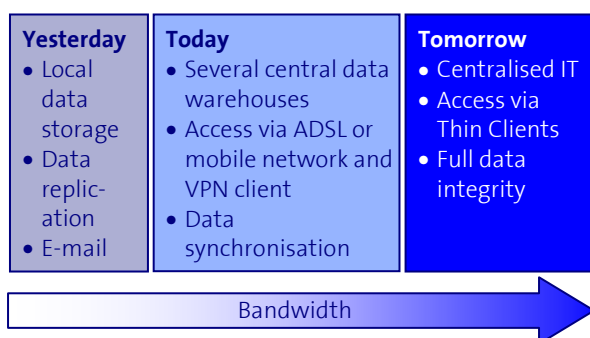 Yesterday
• Local
data
storage
• Data
replic-
ation
• E-mail
Today
• Several central data
warehouses
• Access via ADSL or
mobile network and
VPN client
• Data
synchronisation
Tomorrow
• Centralised IT
• Access via
Thin Clients
• Full data
integrity
Bandwidth